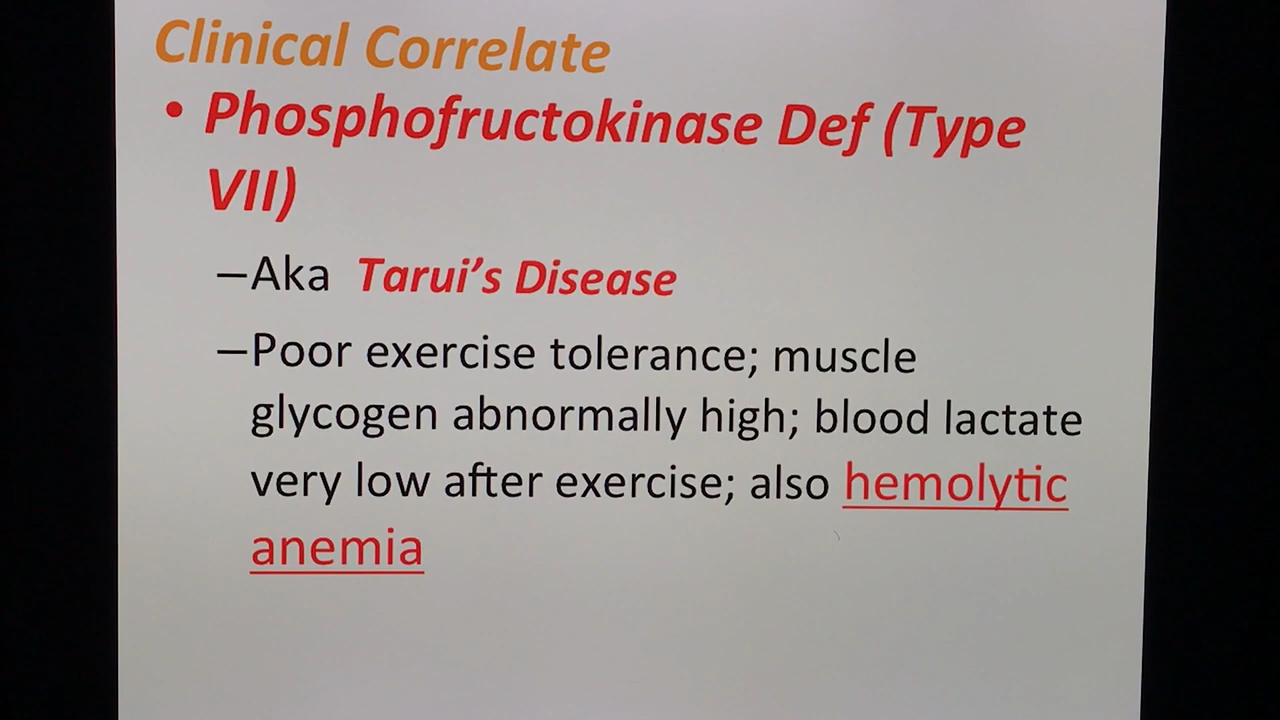 Clinical Correlate
• Phosphofructokinase Def (Type
VII)
–Aka Tarui's Disease
–Poor exercise tolerance; muscle
glycogen abnormally high; blood lactate
very low after exercise; also hemolytic
anemia